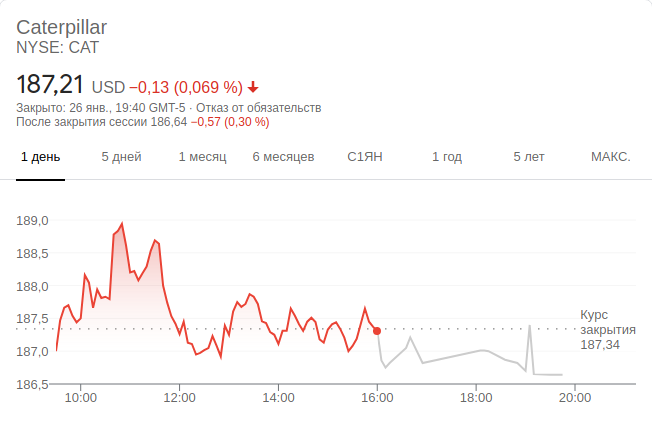 Caterpillar
NYSE: CAT
187,21 USD −0,13 (0,069 %)
Закрыто: 26 янв., 19:40 GMT-5 · Отказ от обязательств
После закрытия сессии 186,64 −0,57 (0,30 %)
1 день 5 дней 1 месяц 6 месяцев С1ЯН 1 год 5 лет МАКС.
189,0
188,5
188,0
187,5
187,0
186,5
Курс
закрытия
187,34
10:00 12:00 14:00 16:00 18:00 20:00